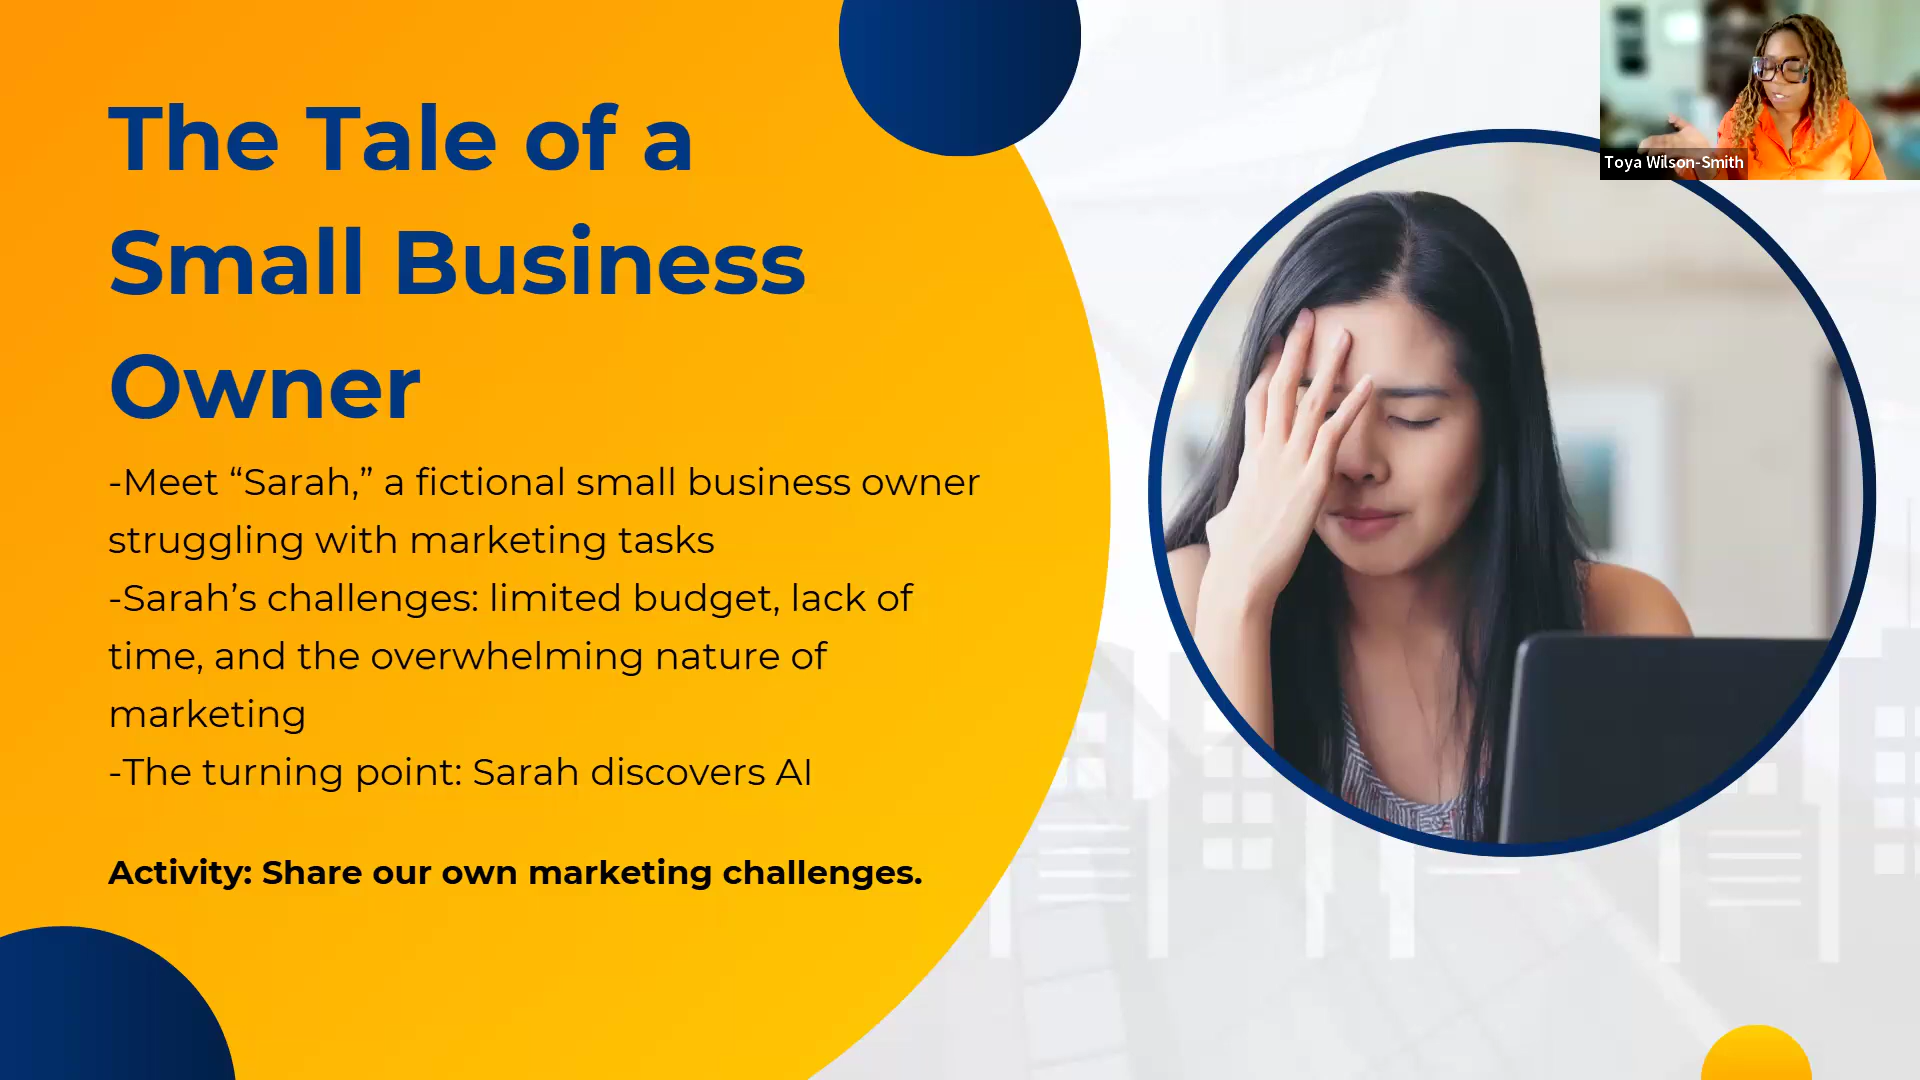 The Tale of a
Small Business
Owner
-Meet “Sarah,” a fictional small business owner
struggling with marketing tasks
-Sarah’s challenges: limited budget, lack of
time, and the overwhelming nature of
marketing
-The turning point: Sarah discovers AI
Activity: Share our own marketing challenges.
Toya Wilson-Smith